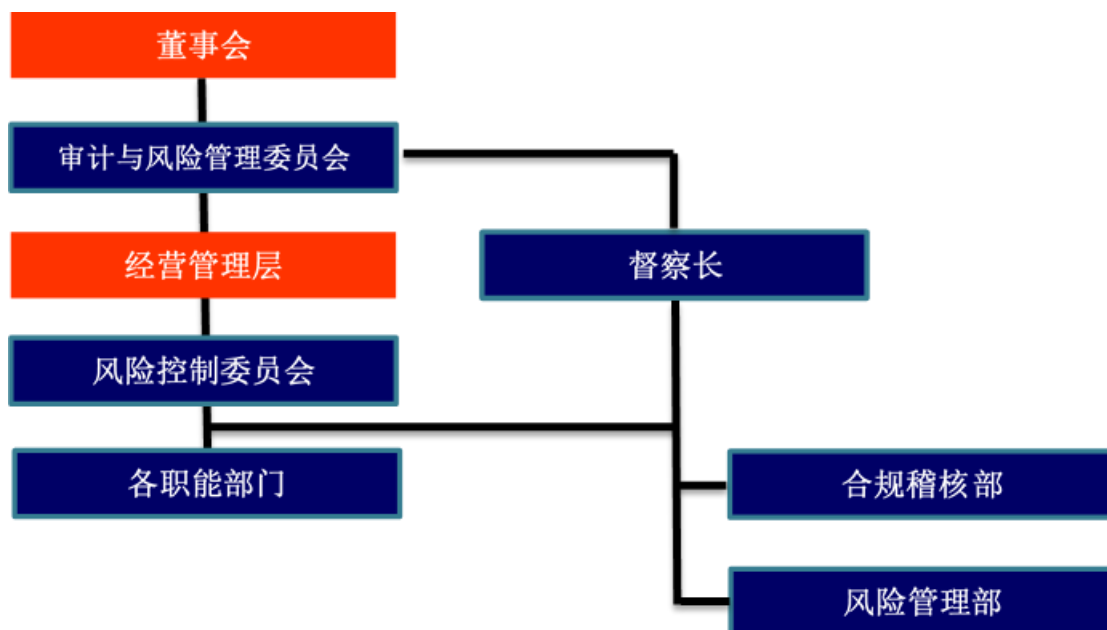 董事会
审计与风险管理委员会
经营管理层
督察长
风险控制委员会
各职能部门
合规稽核部
风险管理部